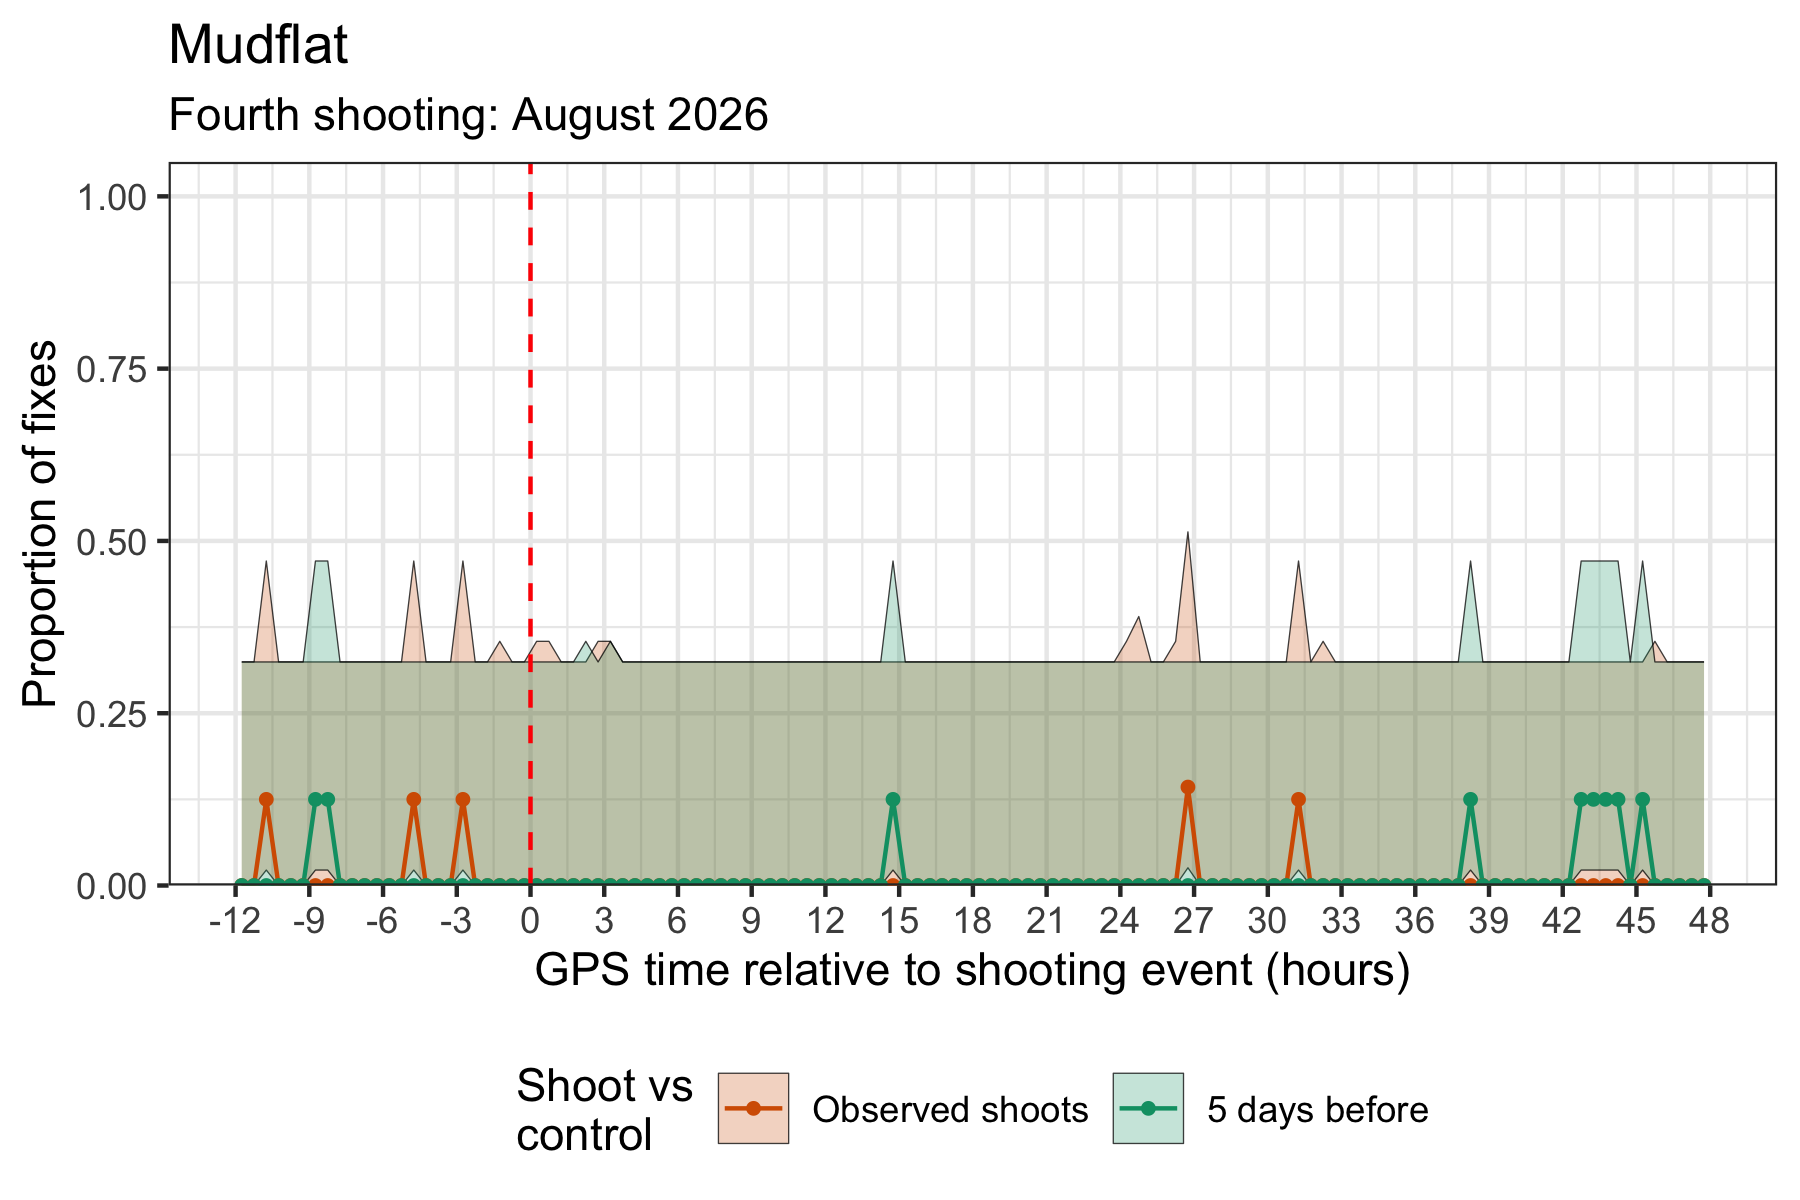 Mudflat
Fourth shooting: August 2026
1.00
0.75
0.50
0.25
0.00
Proportion of fixes
-12 -9 -6 -3 0 3 6 9 12 15 18 21 24 27 30 33 36 39 42 45 48
GPS time relative to shooting event (hours)
Shoot vs
control
Observed shoots
5 days before